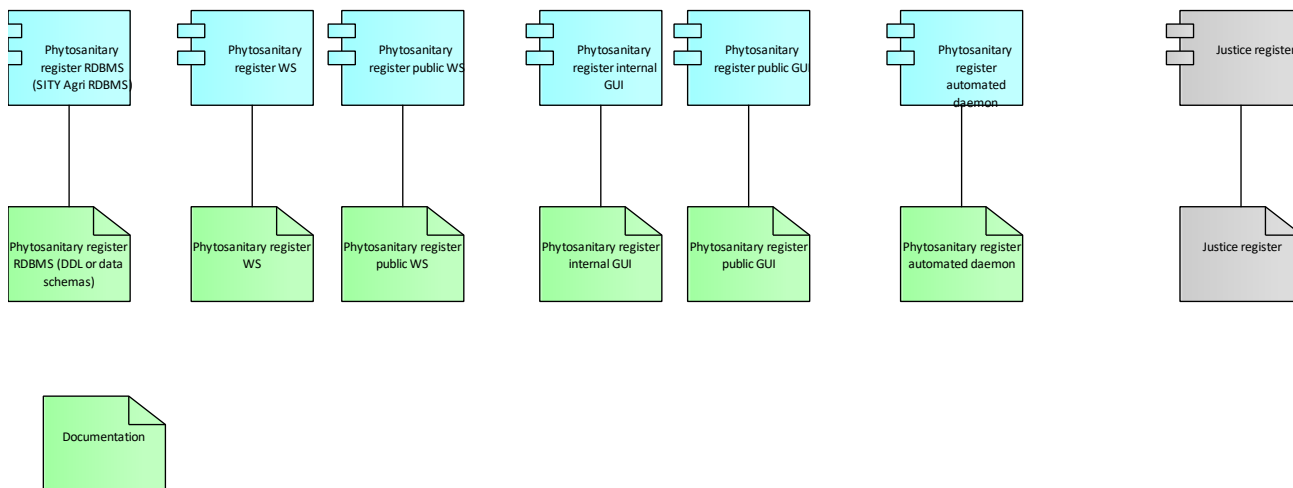 Phytosanitary
register RDBMS
(SITY Agri RDBMS)
Phytosanitary
register WS
Phytosanitary
register public WS
Phytosanitary
register internal
GUI
Phytosanitary
register public GUI
Phytosanitary
register
automated
daemon
Justice register
Phytosanitary register
RDBMS (DDL or data
schemas)
Phytosanitary register
WS
Phytosanitary register
public WS
Phytosanitary register
internal GUI
Phytosanitary register
public GUI
Phytosanitary register
automated daemon
Justice register
Documentation